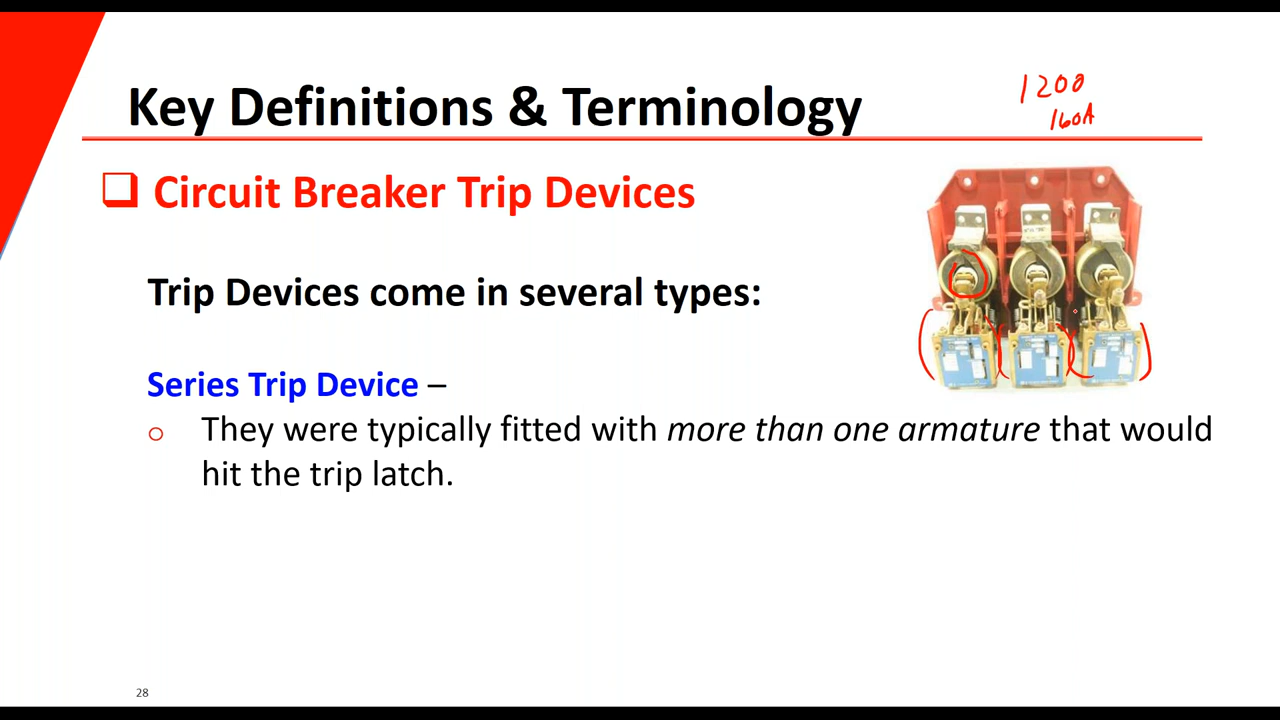 Key Definitions & Terminology
1200
160A
❑ Circuit Breaker Trip Devices
Trip Devices come in several types:
Series Trip Device –
o They were typically fitted with more than one armature that would
hit the trip latch.
28